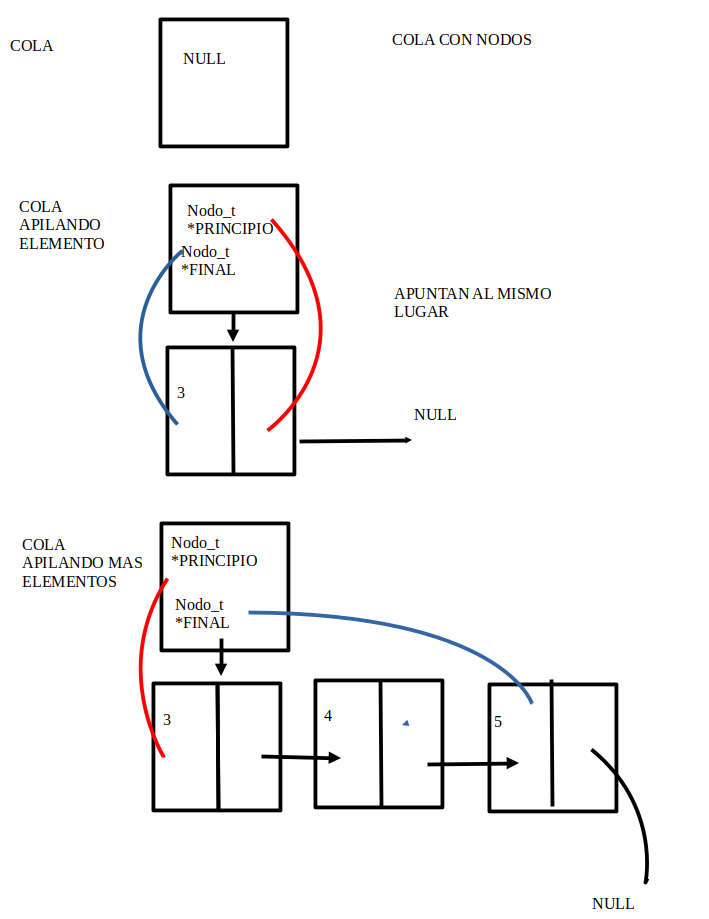 COLA
NULL
COLA CON NODOS
COLA
APILANDO
ELEMENTO
Nodo_t
*PRINCIPIO
Nodo_t
*FINAL
APUNTAN AL MISMO
LUGAR
3
NULL
COLA
APILANDO MAS
ELEMENTOS
Nodo_t
*PRINCIPIO
Nodo_t
*FINAL
3
4
5
NULL